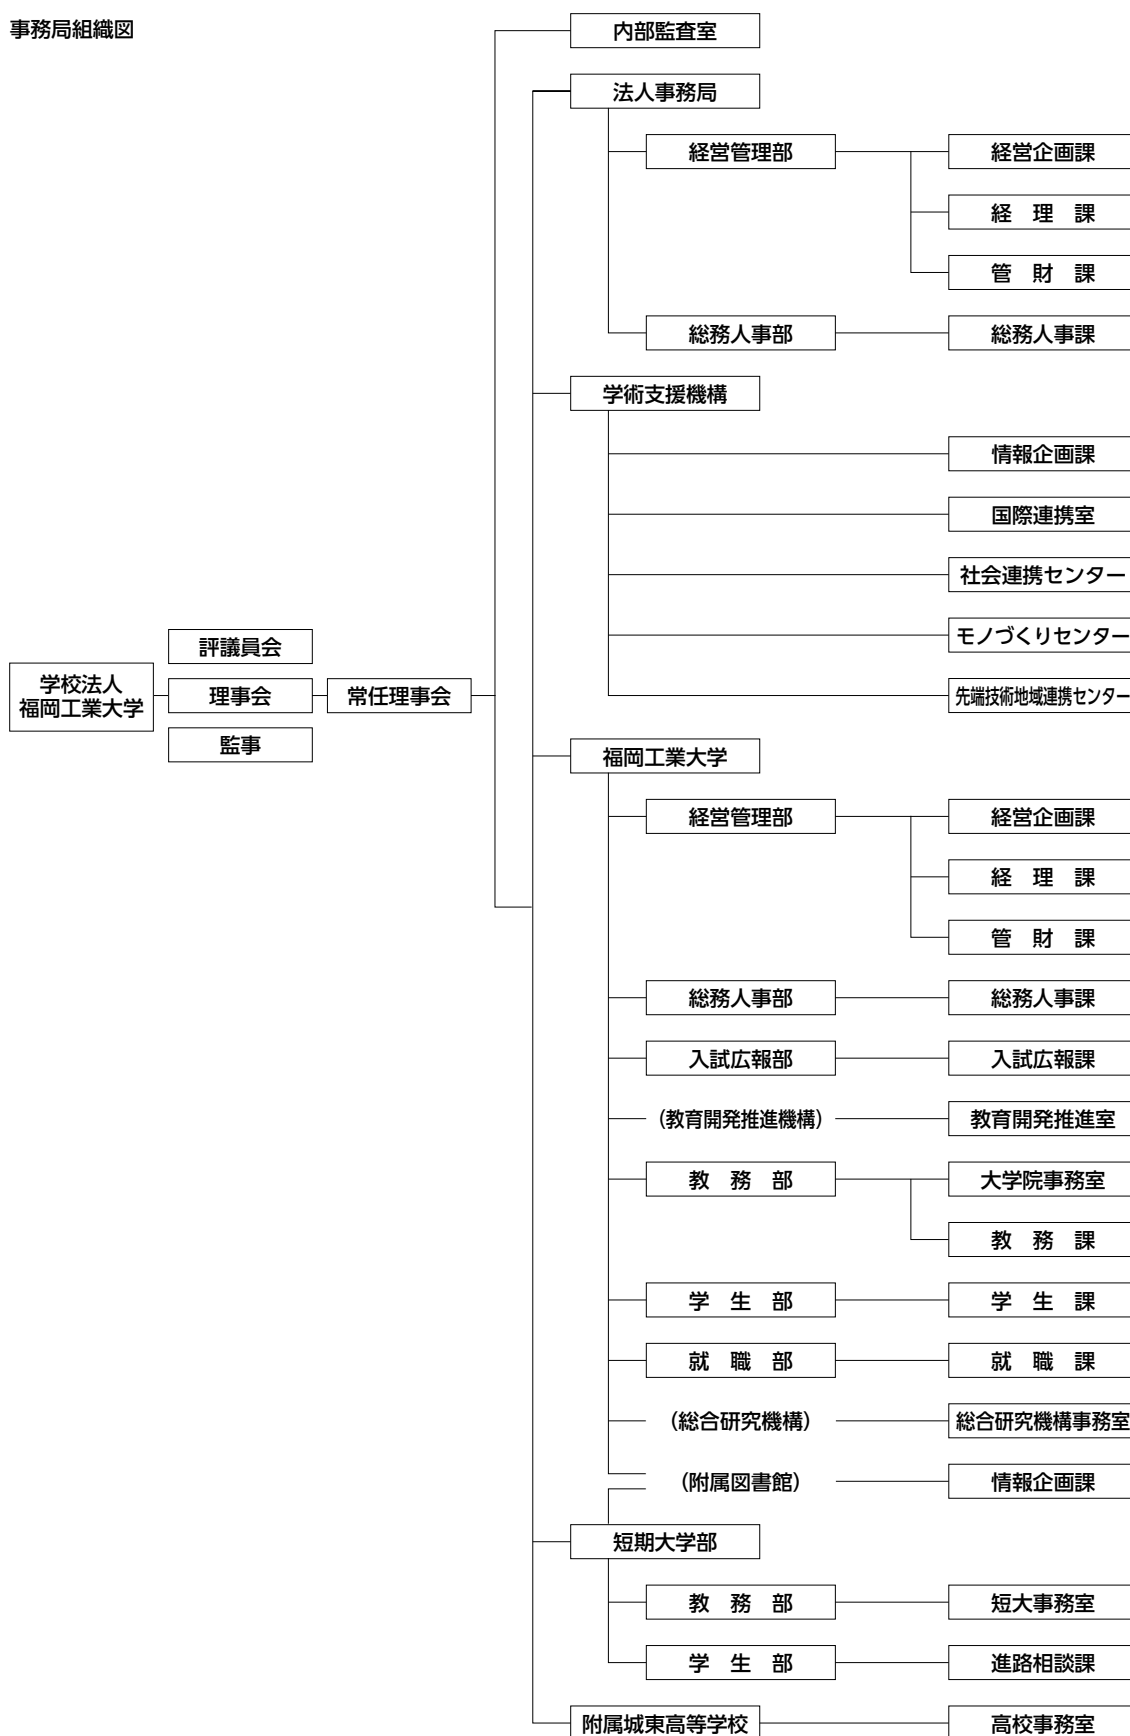 事務局組織図
内部監査室
法人事務局
経営管理部
経営企画課
経　理　課
管　財　課
総務人事部
総務人事課
学術支援機構
情報企画課
国際連携室
社会連携センター
モノづくりセンター
先端技術地域連携センター
学校法人
福岡工業大学
評議員会
理事会
監事
常任理事会
福岡工業大学
経営管理部
経営企画課
経　理　課
管　財　課
総務人事部
総務人事課
入試広報部
入試広報課
（教育開発推進機構）
教育開発推進室
教　務　部
大学院事務室
教　務　課
学　生　部
学　生　課
就　職　部
就　職　課
（総合研究機構）
総合研究機構事務室
（附属図書館）
情報企画課
短期大学部
教　務　部
短大事務室
学　生　部
進路相談課
附属城東高等学校
高校事務室